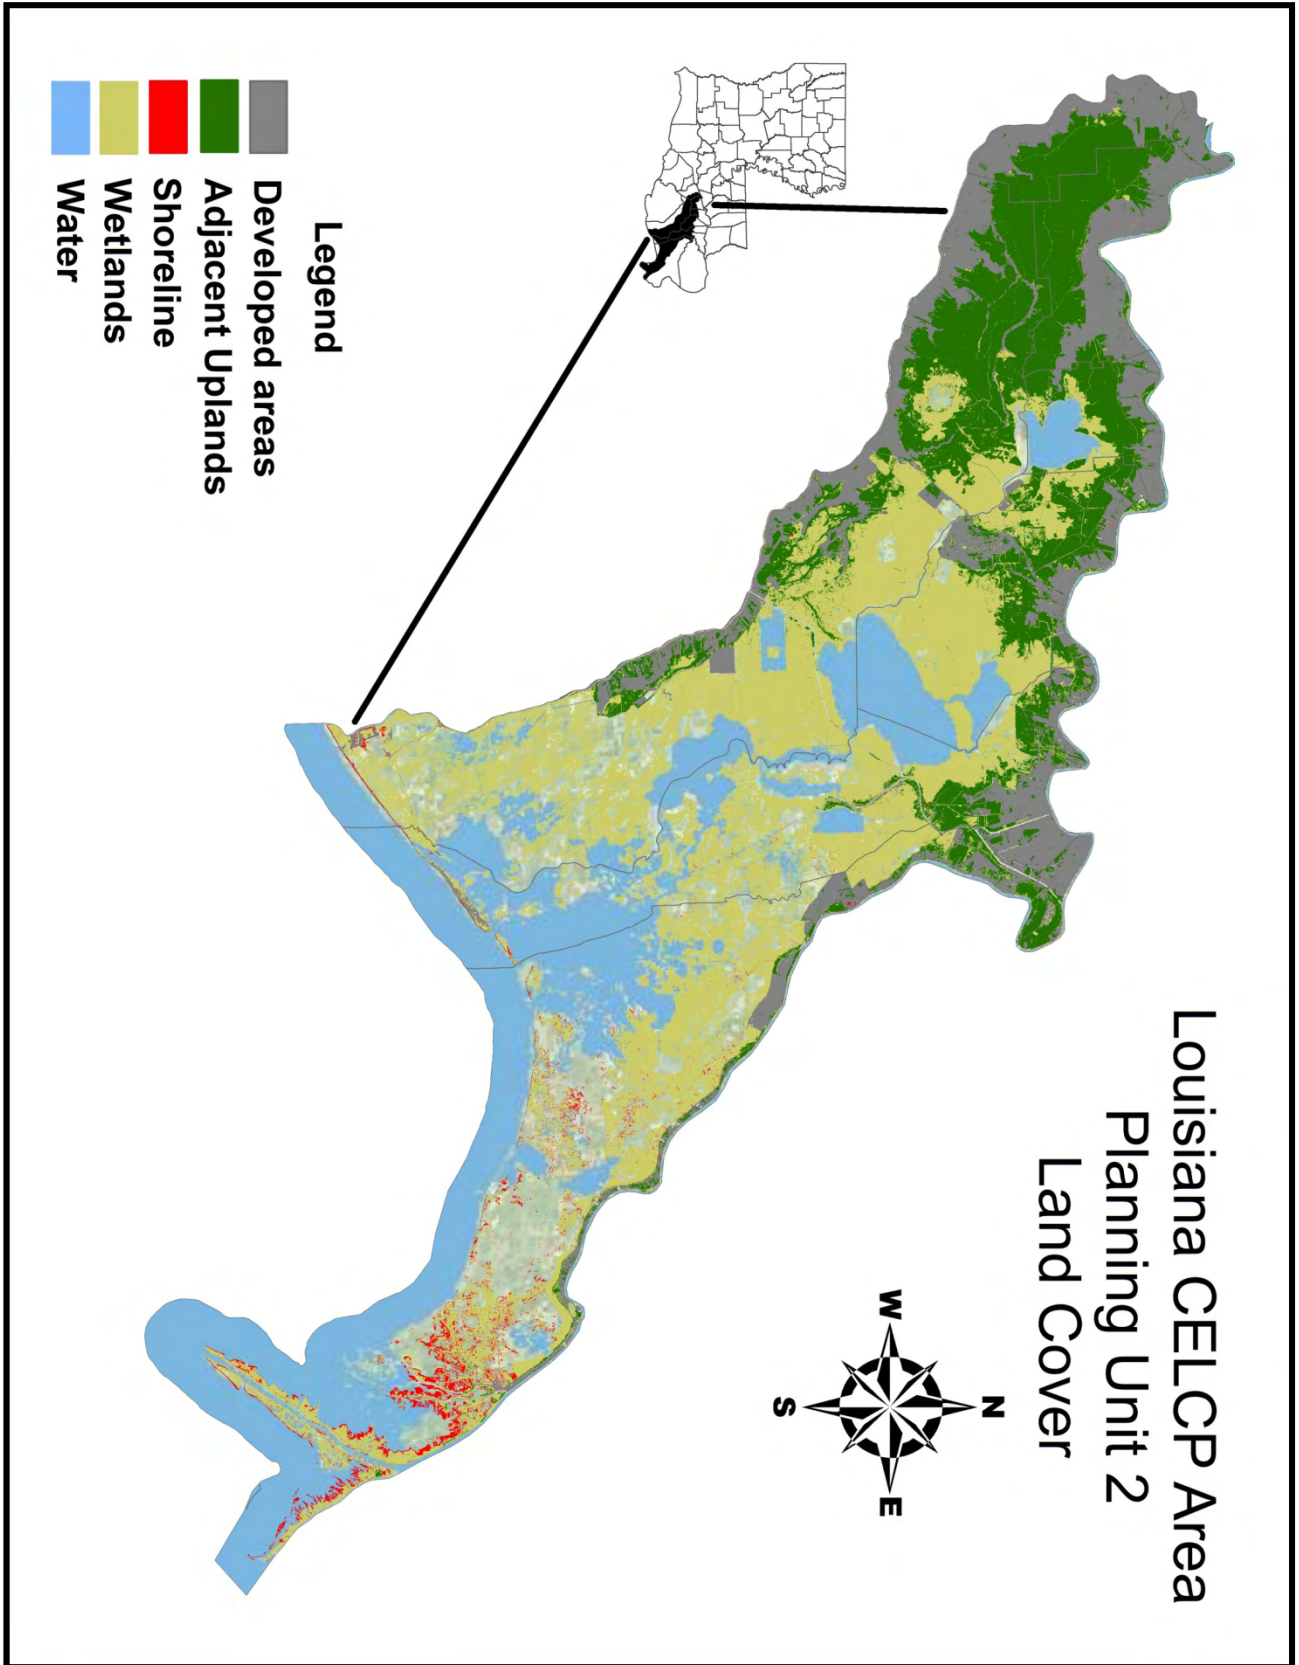 Louisiana CELCP Area
Planning Unit 2
Land Cover
N
W
E
S
Legend
Developed areas
Adjacent Uplands
Shoreline
Wetlands
Water